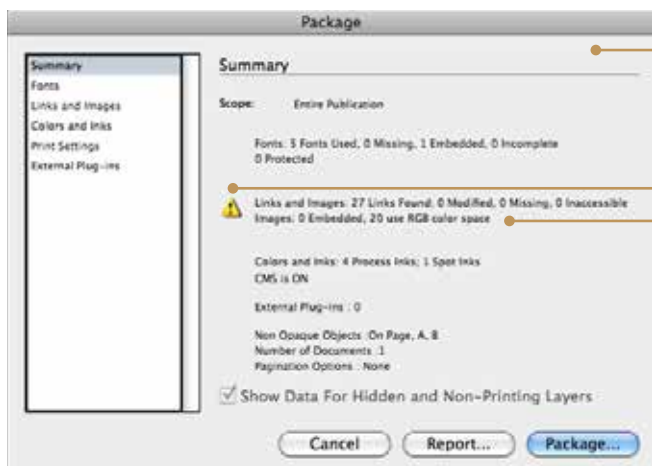 Package
Summary
Fonts
Links and Images
Colors and Inks
Print Settings
External Plug-ins
Summary
Scope: Entire Publication
Fonts: 5 Fonts Used, 0 Missing, 1 Embedded, 0 Incomplete
0 Protected
Links and Images: 27 Links Found; 0 Modified, 0 Missing, 0 Inaccessible
Images: 0 Embedded, 20 use RGB color space
Colors and Inks: 4 Process Inks; 1 Spot Inks
CMS is ON
External Plug-ins : 0
Non Opaque Objects :On Page, A, B
Number of Documents :1
Pagination Options : None
Show Data For Hidden and Non-Printing Layers
Cancel Report... Package...